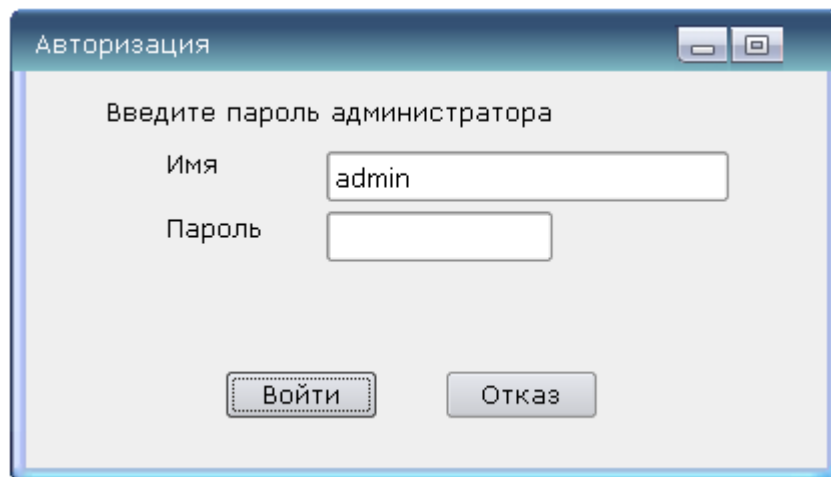 Авторизация
Введите пароль администратора
Имя
admin
Пароль
Войти
Отказ